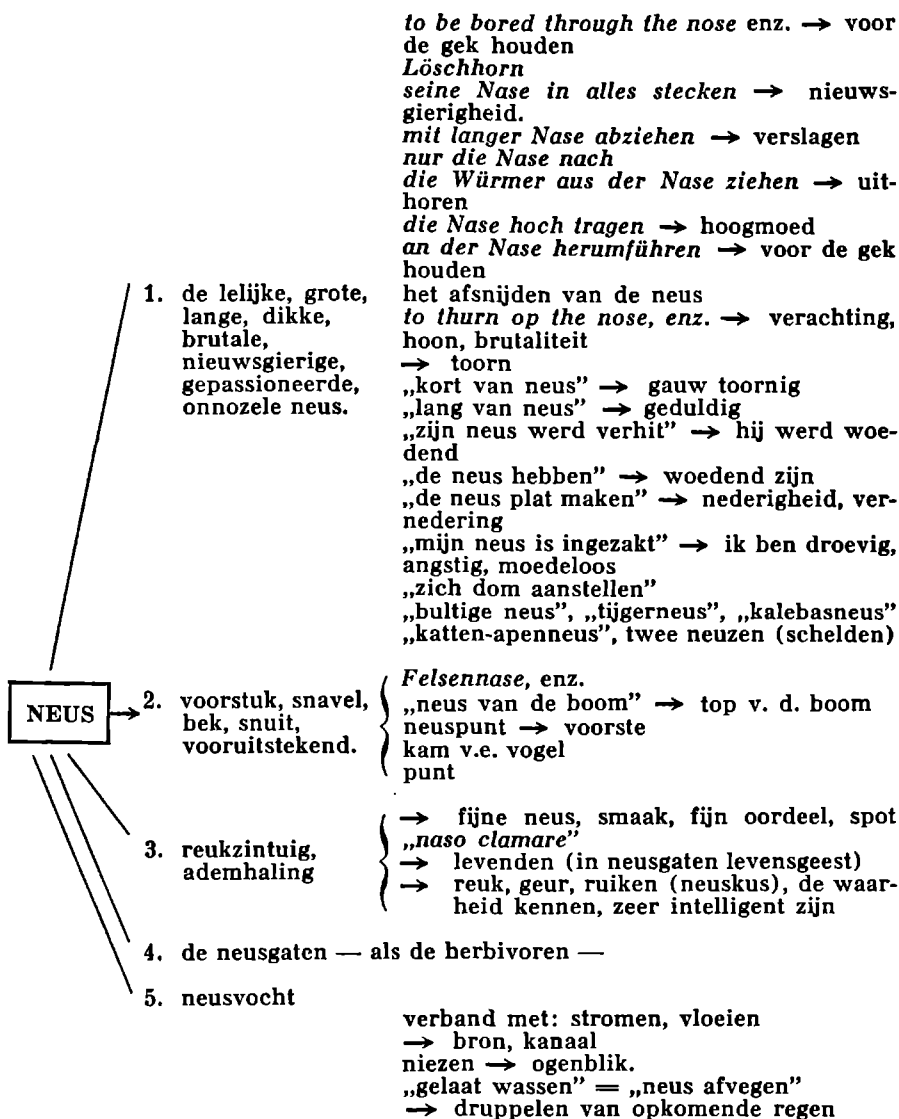 to be bored through the nose enz. → voor
de gek houden
Löschhorn
seine Nase in alles stecken → nieuws-
gierigheid.
mit langer Nase abziehen → verslagen
nur die Nase nach
die Würmer aus der Nase ziehen → uit-
horen
die Nase hoch tragen → hoogmoed
an der Nase herumführen → voor de gek
houden
1. de lelijke, grote,
lange, dikke,
brutale,
nieuwsgierige,
gepassioneerde,
onnozele neus.
het afsnijden van de neus
to thurn op the nose, enz. → verachting,
hoon, brutaliteit
→ toorn
„kort van neus” → gauw toornig
„lang van neus” → geduldig
„zijn neus werd verhit” → hij werd woe-
dend
„de neus hebben” → woedend zijn
„de neus plat maken” → nederigheid, ver-
nedering
„mijn neus is ingezakt” → ik ben droevig,
angstig, moedeloos
„zich dom aanstellen”
„bultige neus”, „tijgerneus”, „kalebasneus”
„katten-apenneus”, twee neuzen (schelden)
NEUS →
2. voorstuk, snavel,
bek, snuit,
vooruitstekend.
Felsennase, enz.
„neus van de boom” → top v. d. boom
neuspunt → voorste
kam v.e. vogel
punt
3. reukzintuig,
ademhaling
→ fijne neus, smaak, fijn oordeel, spot
„naso clamare”
→ levenden (in neusgaten levensgeest)
→ reuk, geur, ruiken (neuskus), de waar-
heid kennen, zeer intelligent zijn
4. de neusgaten — als de herbivoren —
5. neusvocht
verband met: stromen, vloeien
→ bron, kanaal
niezen → ogenblik.
„gelaat wassen” = „neus afvegen”
→ druppelen van opkomende regen